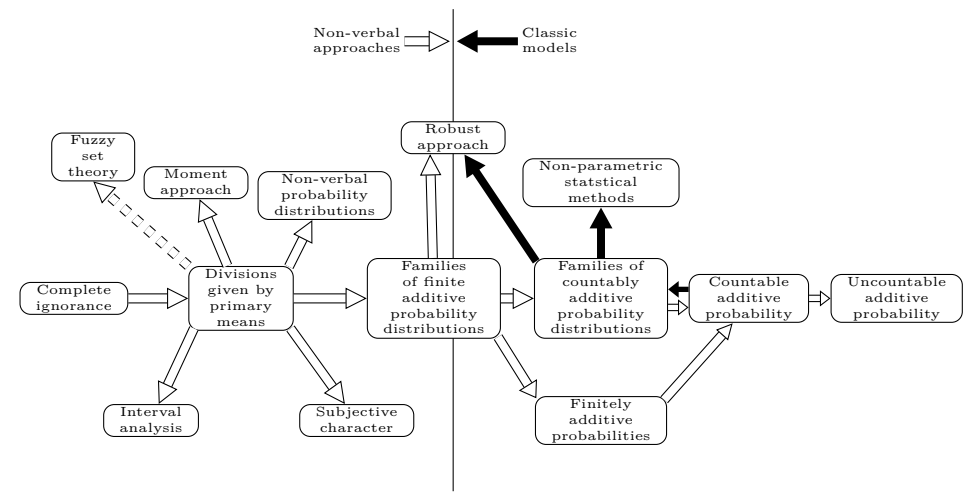 Non-verbal
approaches
Classic
models
Robust
approach
Fuzzy
set
theory
Moment
approach
Non-verbal
probability
distributions
Non-parametric
statstical
methods
Complete
ignorance
Divisions
given by
primary
means
Families
of finite
additive
probability
distributions
Families of
countably
additive
probability
distributions
Countable
additive
probability
Uncountable
additive
probability
Interval
analysis
Subjective
character
Finitely
additive
probabilities